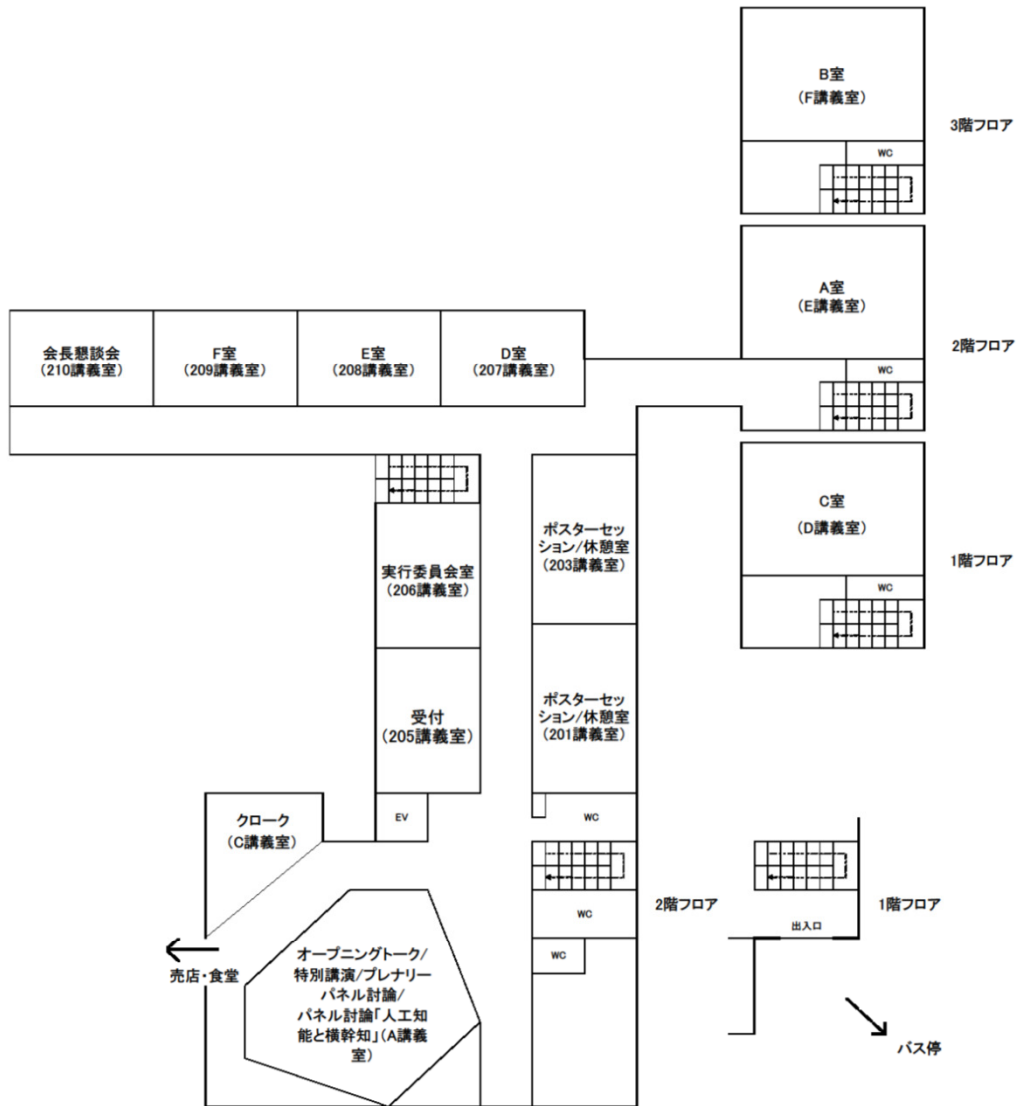 B室
(F講義室)
WC
3階フロア
A室
(E講義室)
WC
2階フロア
会長懇談会
(210講義室)
F室
(209講義室)
E室
(208講義室)
D室
(207講義室)
C室
(D講義室)
WC
1階フロア
実行委員会室
(206講義室)
ポスターセッ
ション/休憩室
(203講義室)
受付
(205講義室)
ポスターセッ
ション/休憩室
(201講義室)
クローク
(C講義室)
EV
WC
WC
WC
2階フロア
出入口
1階フロア
売店・食堂
オープニングトーク/
特別講演/プレナリー
パネル討論/
パネル討論「人工知
能と横幹知」(A講義
室)
バス停